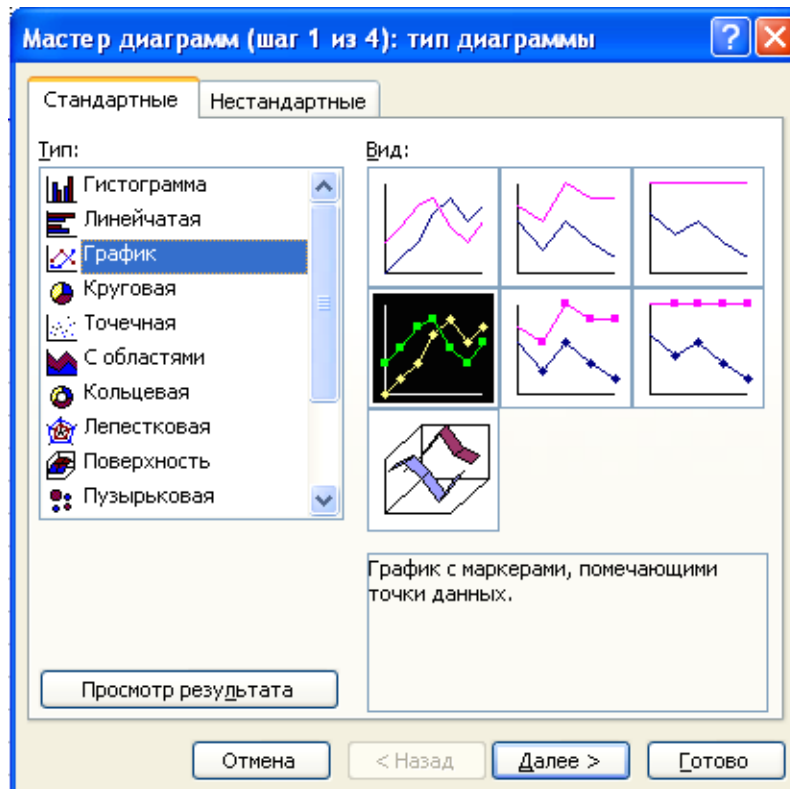 Мастер диаграмм (шаг 1 из 4): тип диаграммы
Стандартные
Нестандартные
Тип:
Гистограмма
Линейчатая
График
Круговая
Точечная
С областями
Кольцевая
Лепестковая
Поверхность
Пузырьковая
Вид:
График с маркерами, помечающими
точки данных.
Просмотр результата
Отмена
< Назад
Далее >
Готово